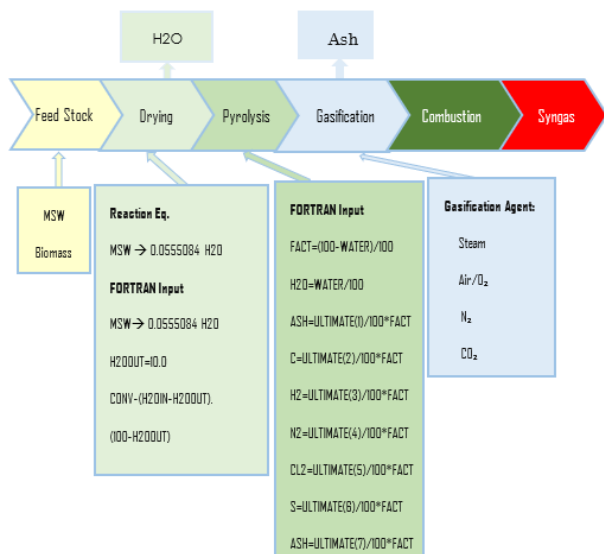 H2O
Ash
Feed Stock
Drying
Pyrolysis
Gasification
Combustion
Syngas
MSW
Biomass
Reaction Eq.
MSW → 0.0555084 H2O
FORTRAN Input
MSW → 0.0555084 H2O
H2OOUT=10.0
CONV-(H2OIN-H2OUT).
(100-H2OUT)
FORTRAN Input
FACT=(100-WATER)/100
H2O=WATER/100
ASH=ULTIMATE(1)/100*FACT
C=ULTIMATE(2)/100*FACT
H2=ULTIMATE(3)/100*FACT
N2=ULTIMATE(4)/100*FACT
CL2=ULTIMATE(5)/100*FACT
S=ULTIMATE(6)/100*FACT
ASH=ULTIMATE(7)/100*FACT
Gasification Agent:
Steam
Air/O₂
N₂
CO₂